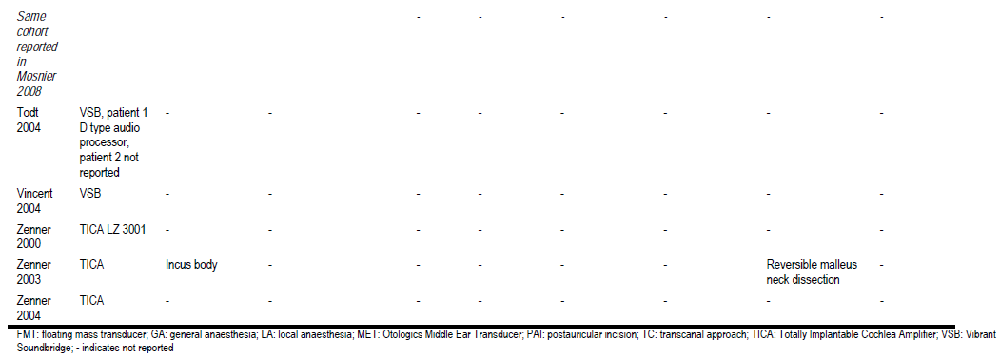 Same - - - - - -
cohort
reported
in
Mosnier
2008
Todt VSB, patient 1 - - - - - - - -
2004 D type audio
processor,
patient 2 not
reported
Vincent VSB - - - - - - - -
2004
Zenner TICA LZ 3001 - - - - - - - -
2000
Zenner TICA Incus body - - - - - Reversible malleus -
2003 neck dissection
Zenner TICA - - - - - - - -
2004
FMT: floating mass transducer; GA: general anaesthesia; LA: local anaesthesia; MET: Otologics Middle Ear Transducer; PAI: postauricular incision; TC: transcanal approach; TICA: Totally Implantable Cochlea Amplifier; VSB: Vibrant
Soundbridge; - indicates not reported